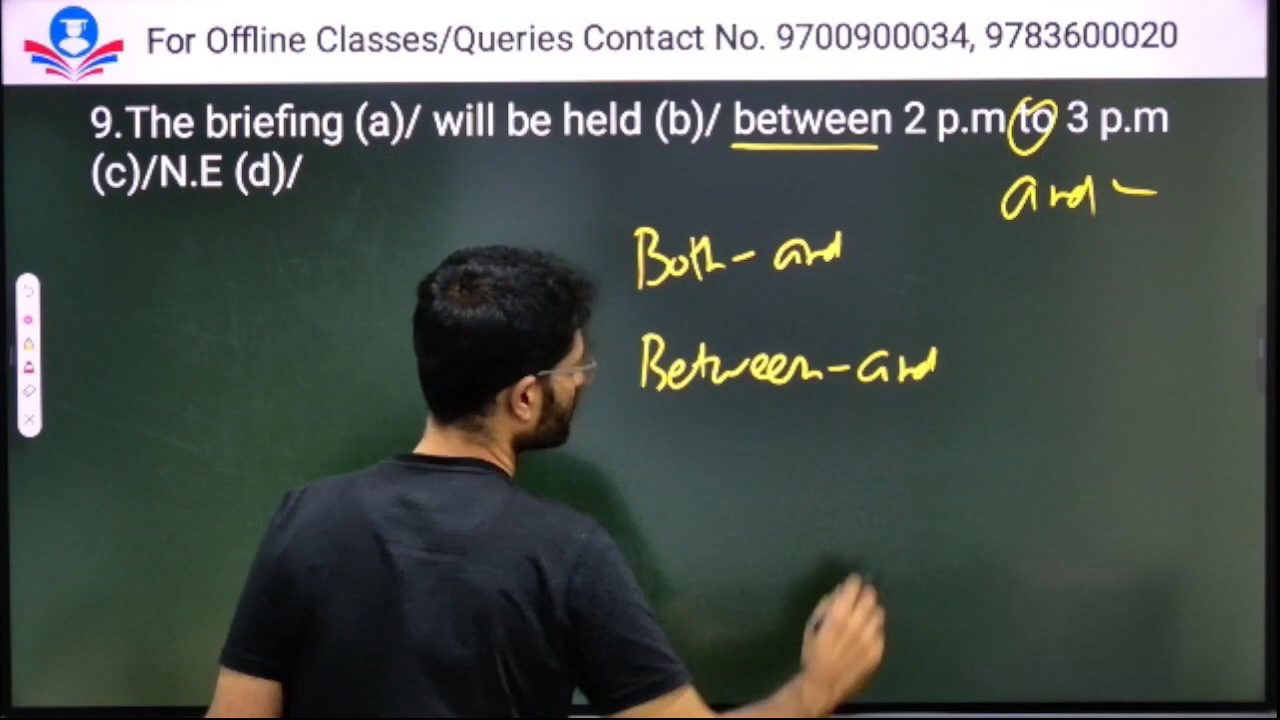 For Offline Classes/Queries Contact No. 9700900034, 9783600020
9.The briefing (a)/ will be held (b)/ between 2 p.m to 3 p.m
(c)/N.E (d)/
and
Both - and
Between - and